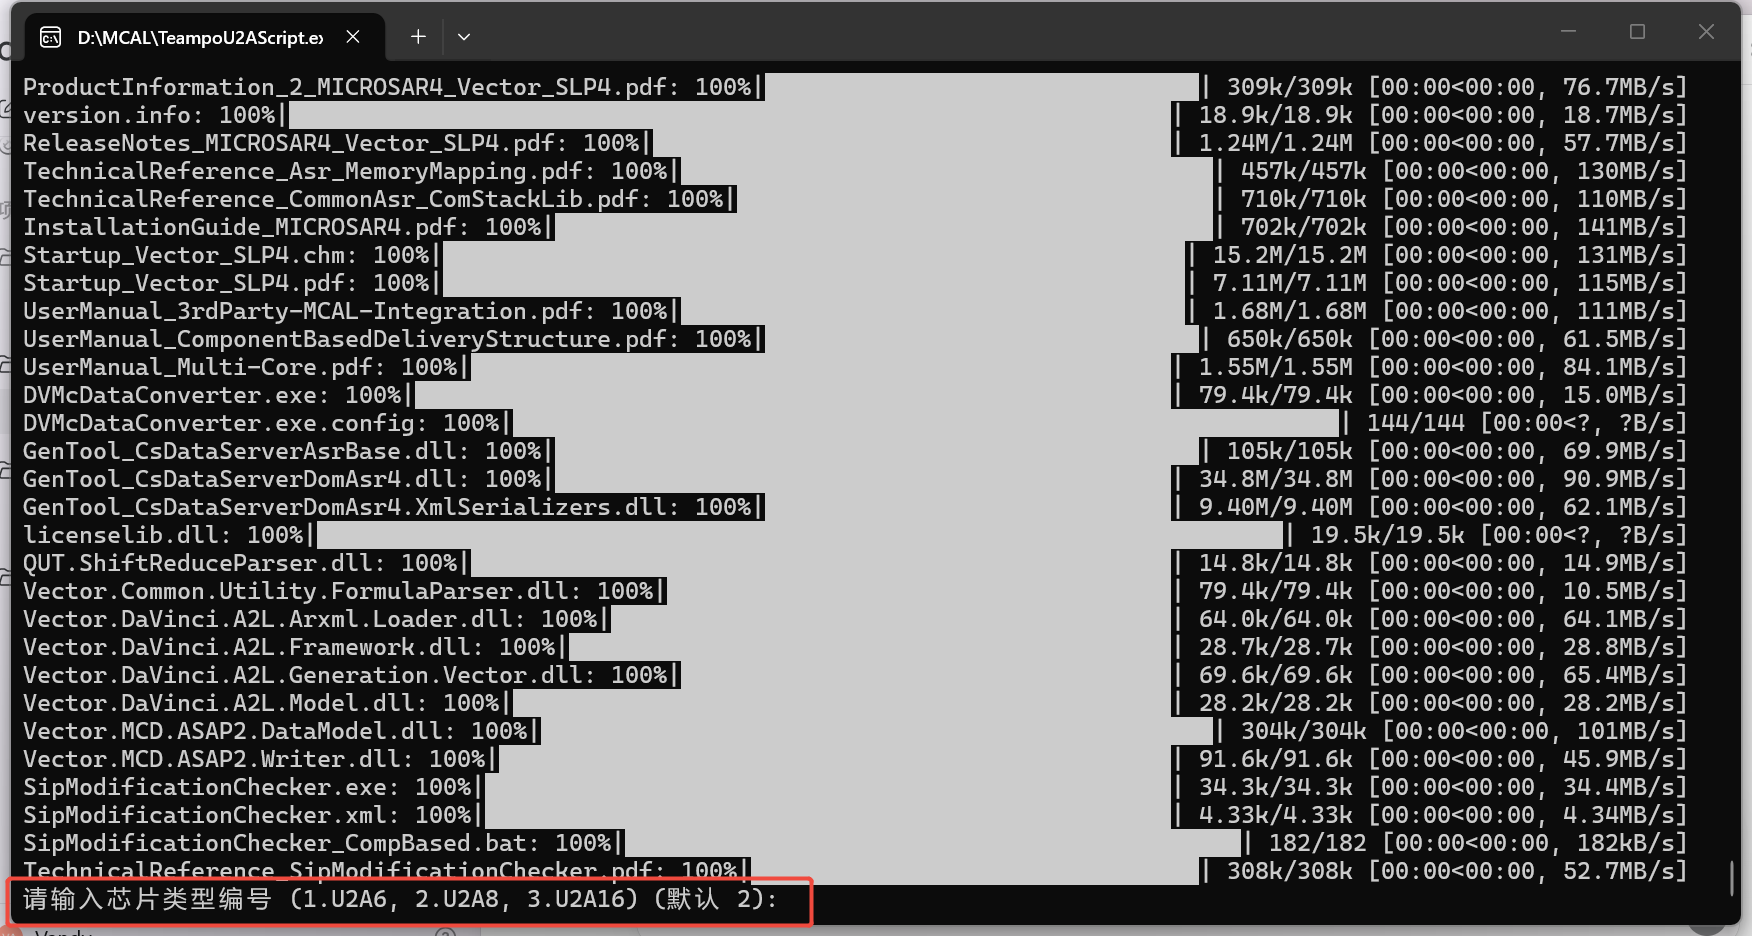 D:\MCAL\TeampoU2AScript.ex
ProductInformation_2_MICROSAR4_Vector_SLP4.pdf: 100%| | 309k/309k [00:00<00:00, 76.7MB/s]
version.info: 100%| | 18.9k/18.9k [00:00<00:00, 18.7MB/s]
ReleaseNotes_MICROSAR4_Vector_SLP4.pdf: 100%| | 1.24M/1.24M [00:00<00:00, 57.7MB/s]
TechnicalReference_Asr_MemoryMapping.pdf: 100%| | 457k/457k [00:00<00:00, 130MB/s]
TechnicalReference_CommonAsr_ComStackLib.pdf: 100%| | 710k/710k [00:00<00:00, 110MB/s]
InstallationGuide_MICROSAR4.pdf: 100%| | 702k/702k [00:00<00:00, 141MB/s]
Startup_Vector_SLP4.chm: 100%| | 15.2M/15.2M [00:00<00:00, 131MB/s]
Startup_Vector_SLP4.pdf: 100%| | 7.11M/7.11M [00:00<00:00, 115MB/s]
UserManual_3rdParty-MCAL-Integration.pdf: 100%| | 1.68M/1.68M [00:00<00:00, 111MB/s]
UserManual_ComponentBasedDeliveryStructure.pdf: 100%| | 650k/650k [00:00<00:00, 61.5MB/s]
UserManual_Multi-Core.pdf: 100%| | 1.55M/1.55M [00:00<00:00, 84.1MB/s]
DVMcDataConverter.exe: 100%| | 79.4k/79.4k [00:00<00:00, 15.0MB/s]
DVMcDataConverter.exe.config: 100%| | 144/144 [00:00<?, ?B/s]
GenTool_CsDataServerAsrBase.dll: 100%| | 105k/105k [00:00<00:00, 69.9MB/s]
GenTool_CsDataServerDomAsr4.dll: 100%| | 34.8M/34.8M [00:00<00:00, 90.9MB/s]
GenTool_CsDataServerDomAsr4.XmlSerializers.dll: 100%| | 9.40M/9.40M [00:00<00:00, 62.1MB/s]
licenselib.dll: 100%| | 19.5k/19.5k [00:00<?, ?B/s]
QUT.ShiftReduceParser.dll: 100%| | 14.8k/14.8k [00:00<00:00, 14.9MB/s]
Vector.Common.Utility.FormulaParser.dll: 100%| | 79.4k/79.4k [00:00<00:00, 10.5MB/s]
Vector.DaVinci.A2L.Arxml.Loader.dll: 100%| | 64.0k/64.0k [00:00<00:00, 64.1MB/s]
Vector.DaVinci.A2L.Framework.dll: 100%| | 28.7k/28.7k [00:00<00:00, 28.8MB/s]
Vector.DaVinci.A2L.Generation.Vector.dll: 100%| | 69.6k/69.6k [00:00<00:00, 65.4MB/s]
Vector.DaVinci.A2L.Model.dll: 100%| | 28.2k/28.2k [00:00<00:00, 28.2MB/s]
Vector.MCD.ASAP2.DataModel.dll: 100%| | 304k/304k [00:00<00:00, 101MB/s]
Vector.MCD.ASAP2.Writer.dll: 100%| | 91.6k/91.6k [00:00<00:00, 45.9MB/s]
SipModificationChecker.exe: 100%| | 34.3k/34.3k [00:00<00:00, 34.4MB/s]
SipModificationChecker.xml: 100%| | 4.33k/4.33k [00:00<00:00, 4.34MB/s]
SipModificationChecker_CompBased.bat: 100%| | 182/182 [00:00<00:00, 182kB/s]
TechnicalReference_SipModificationChecker.pdf: 100%| | 308k/308k [00:00<00:00, 52.7MB/s]
请输入芯片类型编号 (1.U2A6, 2.U2A8, 3.U2A16) (默认 2):